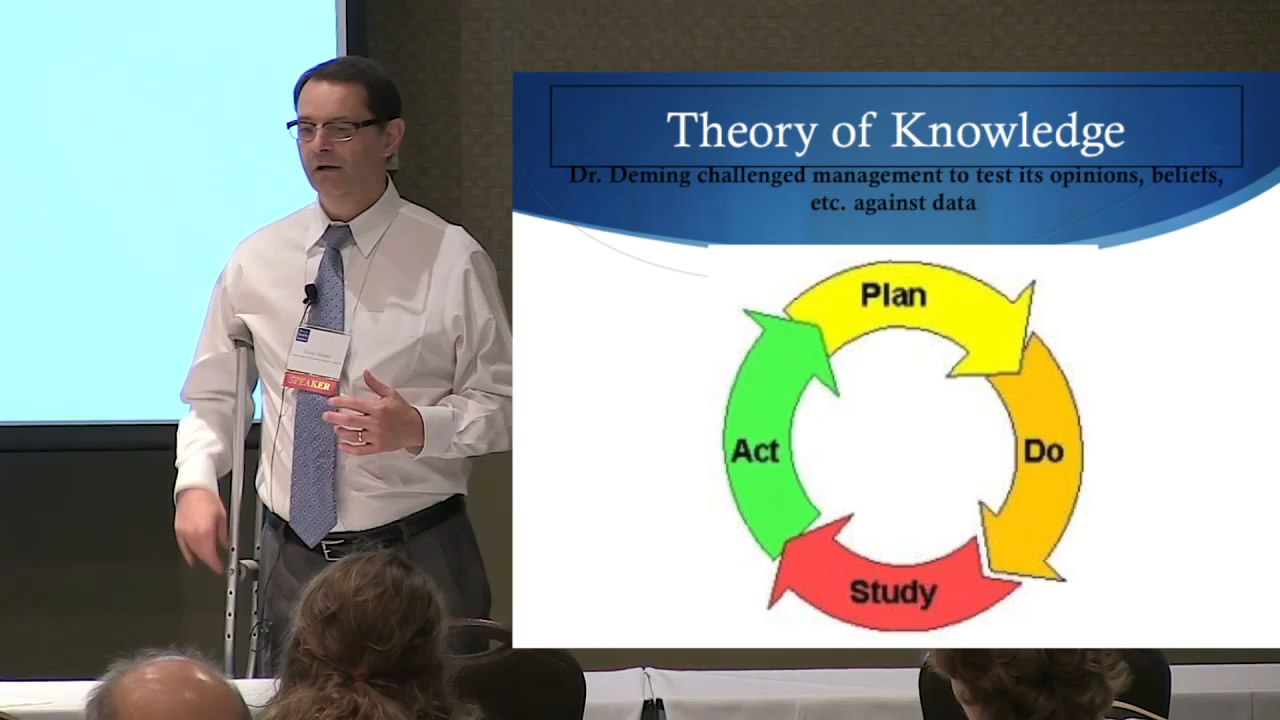 Theory of Knowledge
Dr. Deming challenged management to test its opinions, beliefs,
etc. against data
Plan
Do
Study
Act
SPEAKER